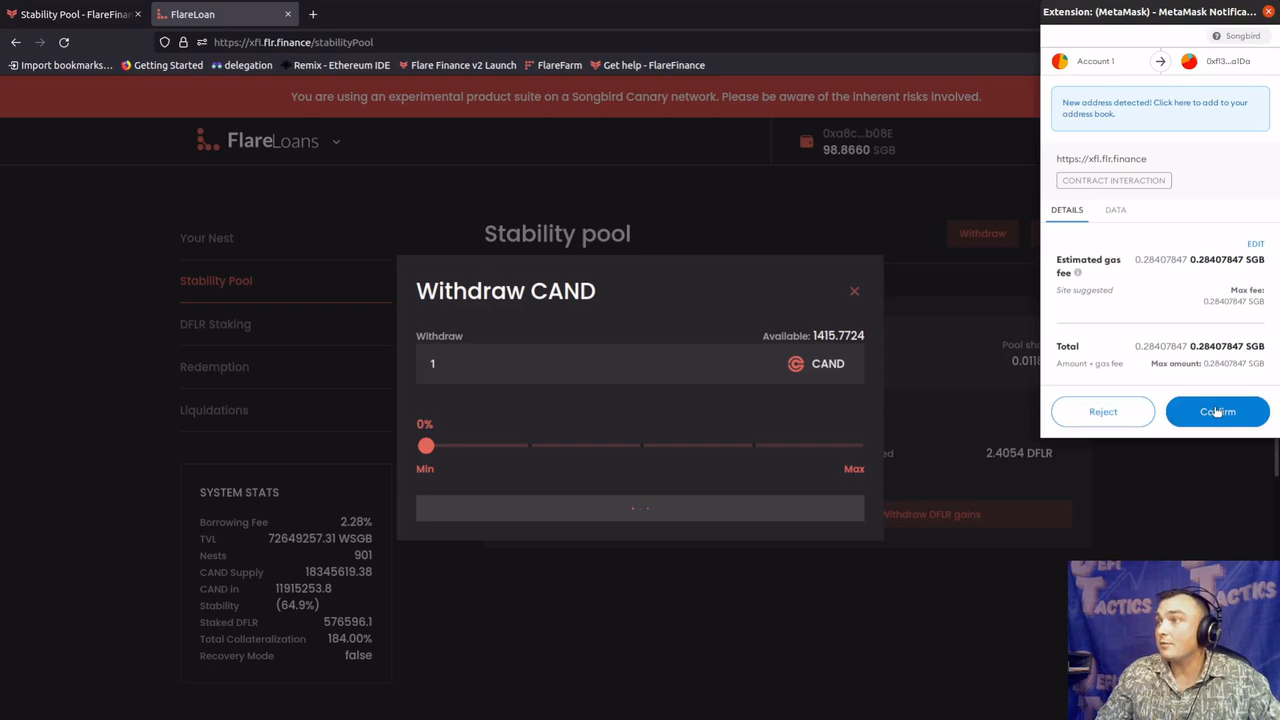 Stability Pool - FlareFinan
FlareLoan
https://xfl.flr.finance/stabilityPool
Import bookmarks...
Getting Started
delegation
Remix - Ethereum IDE
FlareFarm
Get help - FlareFinance
You are using an experimental product suite on a Songbird Canary network. Please be aware of the inherent risks involved.
FlareLoans
0xa8c...b08E
98.8660 SGB
Your Nest
Stability Pool
DFLR Staking
Redemption
Liquidations
SYSTEM STATS
Borrowing Fee 2.28%
TVL 72649257.31 WSGB
Nests 901
CAND Supply 18345619.38
CAND in 11915253.8
Stability (64.9%)
Staked DFLR 576596.1
Total Collateralization 184.00%
Recovery Mode false
Stability pool
Withdraw
Withdraw CAND
Withdraw Available: 1415.7724
1 CAND
0%
Min Max
2.4054 DFLR
Withdraw DFLR gains
Extension: (MetaMask) - MetaMask Notifica...
Songbird
Account 1
0xf13...a1Da
New address detected! Click here to add to your
address book.
https://xfl.flr.finance
CONTRACT INTERACTION
DETAILS DATA
EDIT
Estimated gas 0.28407847 0.28407847 SGB
fee
Site suggested Max fee:
0.28407847 SGB
Total 0.28407847 0.28407847 SGB
Amount + gas fee Max amount: 0.28407847 SGB
Reject Confirm
TACTICS